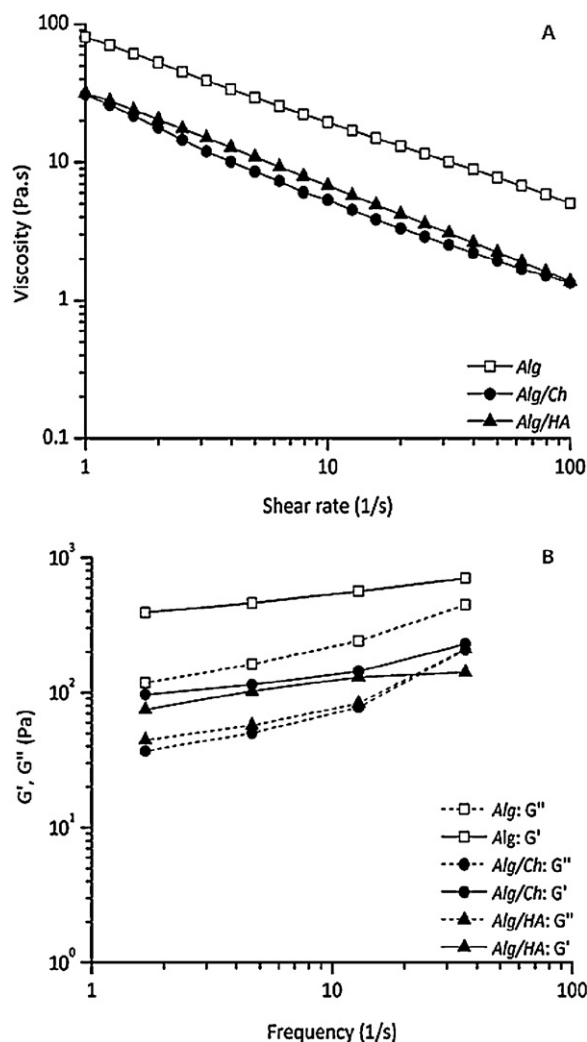 A
100
10
1
0.1
Viscosity (Pa.s)
Alg
Alg/Ch
Alg/HA
1 10 100
Shear rate (1/s)
B
10³
10²
10¹
10⁰
G', G'' (Pa)
Alg: G''
Alg: G'
Alg/Ch: G''
Alg/Ch: G'
Alg/HA: G''
Alg/HA: G'
1 10 100
Frequency (1/s)